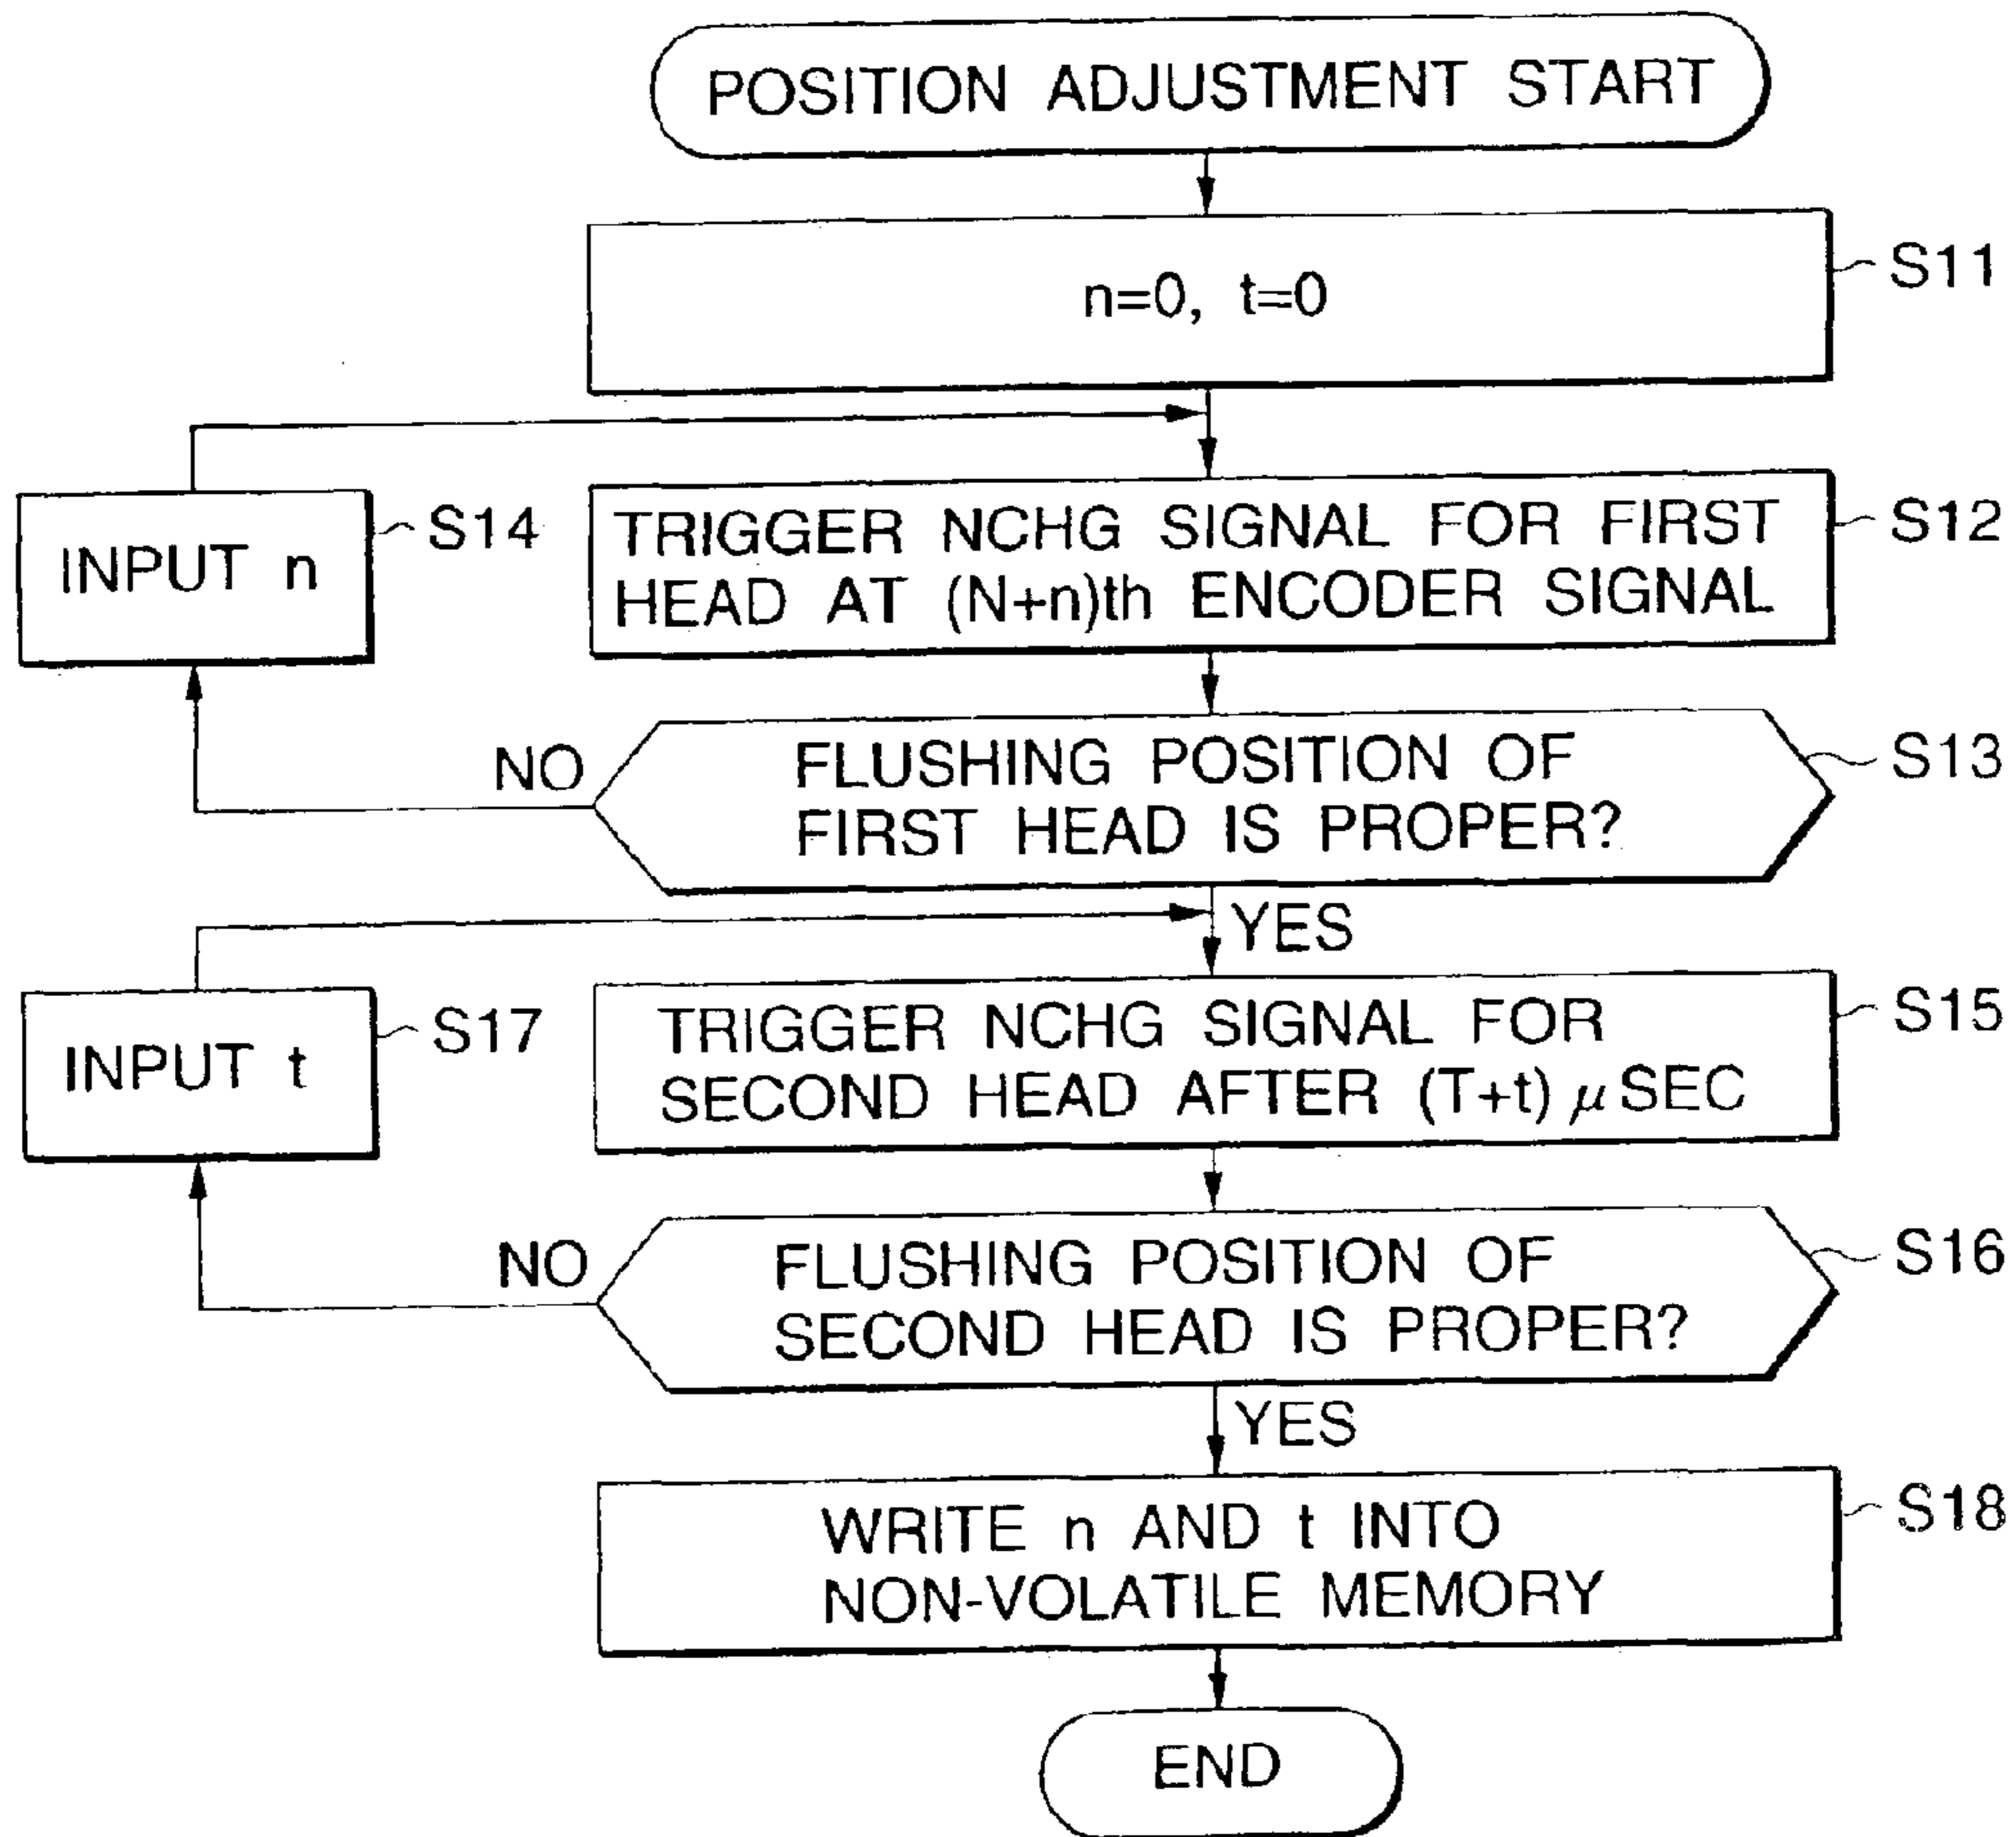 POSITION ADJUSTMENT START
n=0, t=0
S11
INPUT n
S14
TRIGGER NCHG SIGNAL FOR FIRST
HEAD AT (N+n)th ENCODER SIGNAL
S12
NO
FLUSHING POSITION OF
FIRST HEAD IS PROPER?
S13
YES
INPUT t
S17
TRIGGER NCHG SIGNAL FOR
SECOND HEAD AFTER (T+t) μSEC
S15
NO
FLUSHING POSITION OF
SECOND HEAD IS PROPER?
S16
YES
WRITE n AND t INTO
NON-VOLATILE MEMORY
S18
END